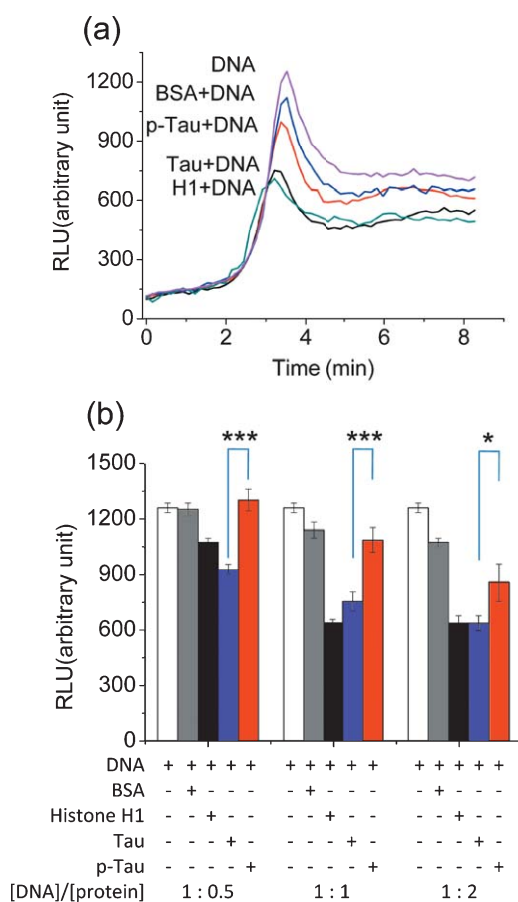 (a)
1200
900
600
300
0
RLU(arbitrary unit)
DNA
BSA+DNA
p-Tau+DNA
Tau+DNA
H1+DNA
0 2 4 6 8
Time (min)
(b)
*** *** *
1500
1200
900
600
300
0
RLU(arbitrary unit)
DNA + + + + + + + + + + + + + + +
BSA - + - - - - + - - - - + - - -
Histone H1 - - + - - - - + - - - - + - -
Tau - - - + - - - - + - - - - + -
p-Tau - - - - + - - - - + - - - - +
[DNA]/[protein] 1 : 0.5 1 : 1 1 : 2